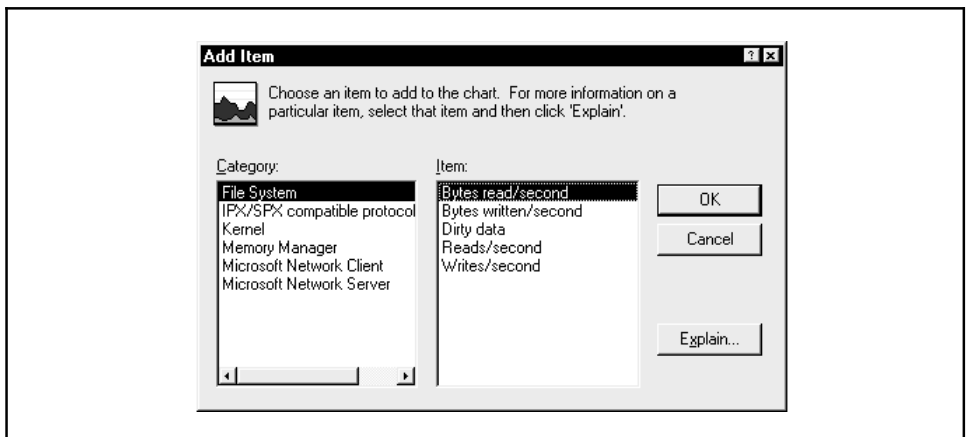 Add Item
Choose an item to add to the chart. For more information on a
particular item, select that item and then click 'Explain'.
Category:
File System
IPX/SPX compatible protocol
Kernel
Memory Manager
Microsoft Network Client
Microsoft Network Server
Item:
Bytes read/second
Bytes written/second
Dirty data
Reads/second
Writes/second
OK
Cancel
Explain...